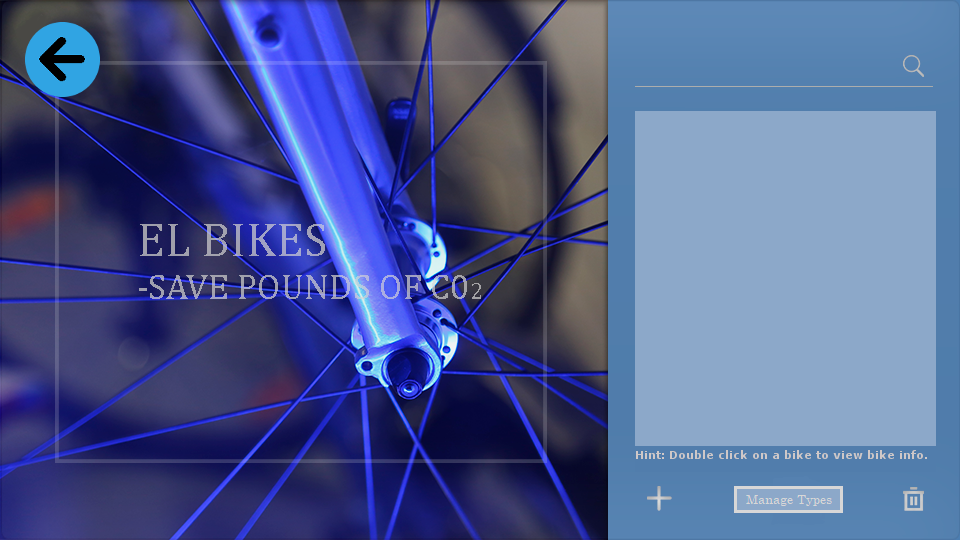 EL BIKES
-SAVE POUNDS OF C02
Hint: Double click on a bike to view bike info.
Manage Types